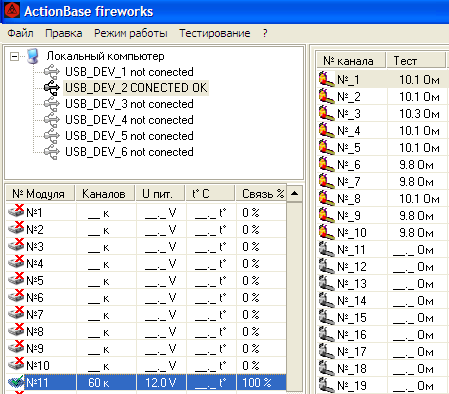 ActionBase fireworks
Файл Правка Режим работы Тестирование ?
Локальный компьютер
USB_DEV_1 not conected
USB_DEV_2 CONECTED OK
USB_DEV_3 not conected
USB_DEV_4 not conected
USB_DEV_5 not conected
USB_DEV_6 not conected
№ Модуля Каналов U пит. t° C Связь %
№1 __ к __._ V __._ t° 0 %
№2 __ к __._ V __._ t° 0 %
№3 __ к __._ V __._ t° 0 %
№4 __ к __._ V __._ t° 0 %
№5 __ к __._ V __._ t° 0 %
№6 __ к __._ V __._ t° 0 %
№7 __ к __._ V __._ t° 0 %
№8 __ к __._ V __._ t° 0 %
№9 __ к __._ V __._ t° 0 %
№10 __ к __._ V __._ t° 0 %
№11 60 к 12.0 V __._ t° 100 %
№ канала Тест
№_1 10.1 Ом
№_2 10.1 Ом
№_3 10.3 Ом
№_4 10.1 Ом
№_5 10.1 Ом
№_6 9.8 Ом
№_7 9.8 Ом
№_8 10.1 Ом
№_9 9.8 Ом
№_10 9.8 Ом
№_11 __._ Ом
№_12 __._ Ом
№_13 __._ Ом
№_14 __._ Ом
№_15 __._ Ом
№_16 __._ Ом
№_17 __._ Ом
№_18 __._ Ом
№_19 __._ Ом